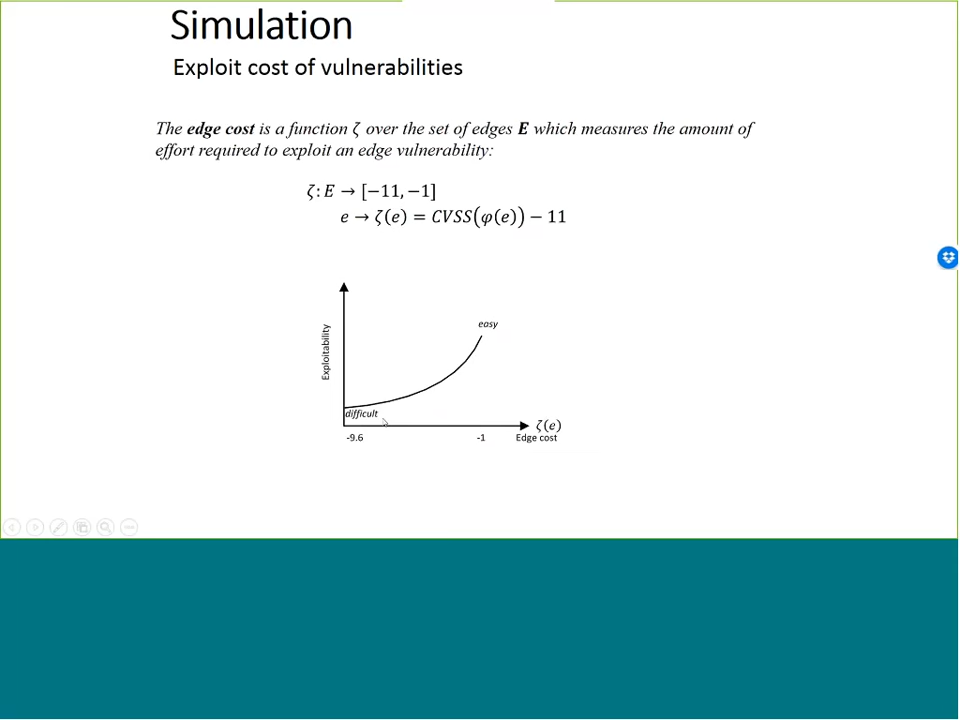 Simulation
Exploit cost of vulnerabilities
The edge cost is a function ζ over the set of edges E which measures the amount of
effort required to exploit an edge vulnerability:
ζ: E → [−11, −1]
e → ζ(e) = CVSS(φ(e)) − 11
easy
Exploitability
difficult
ζ(e)
-9.6 -1 Edge cost